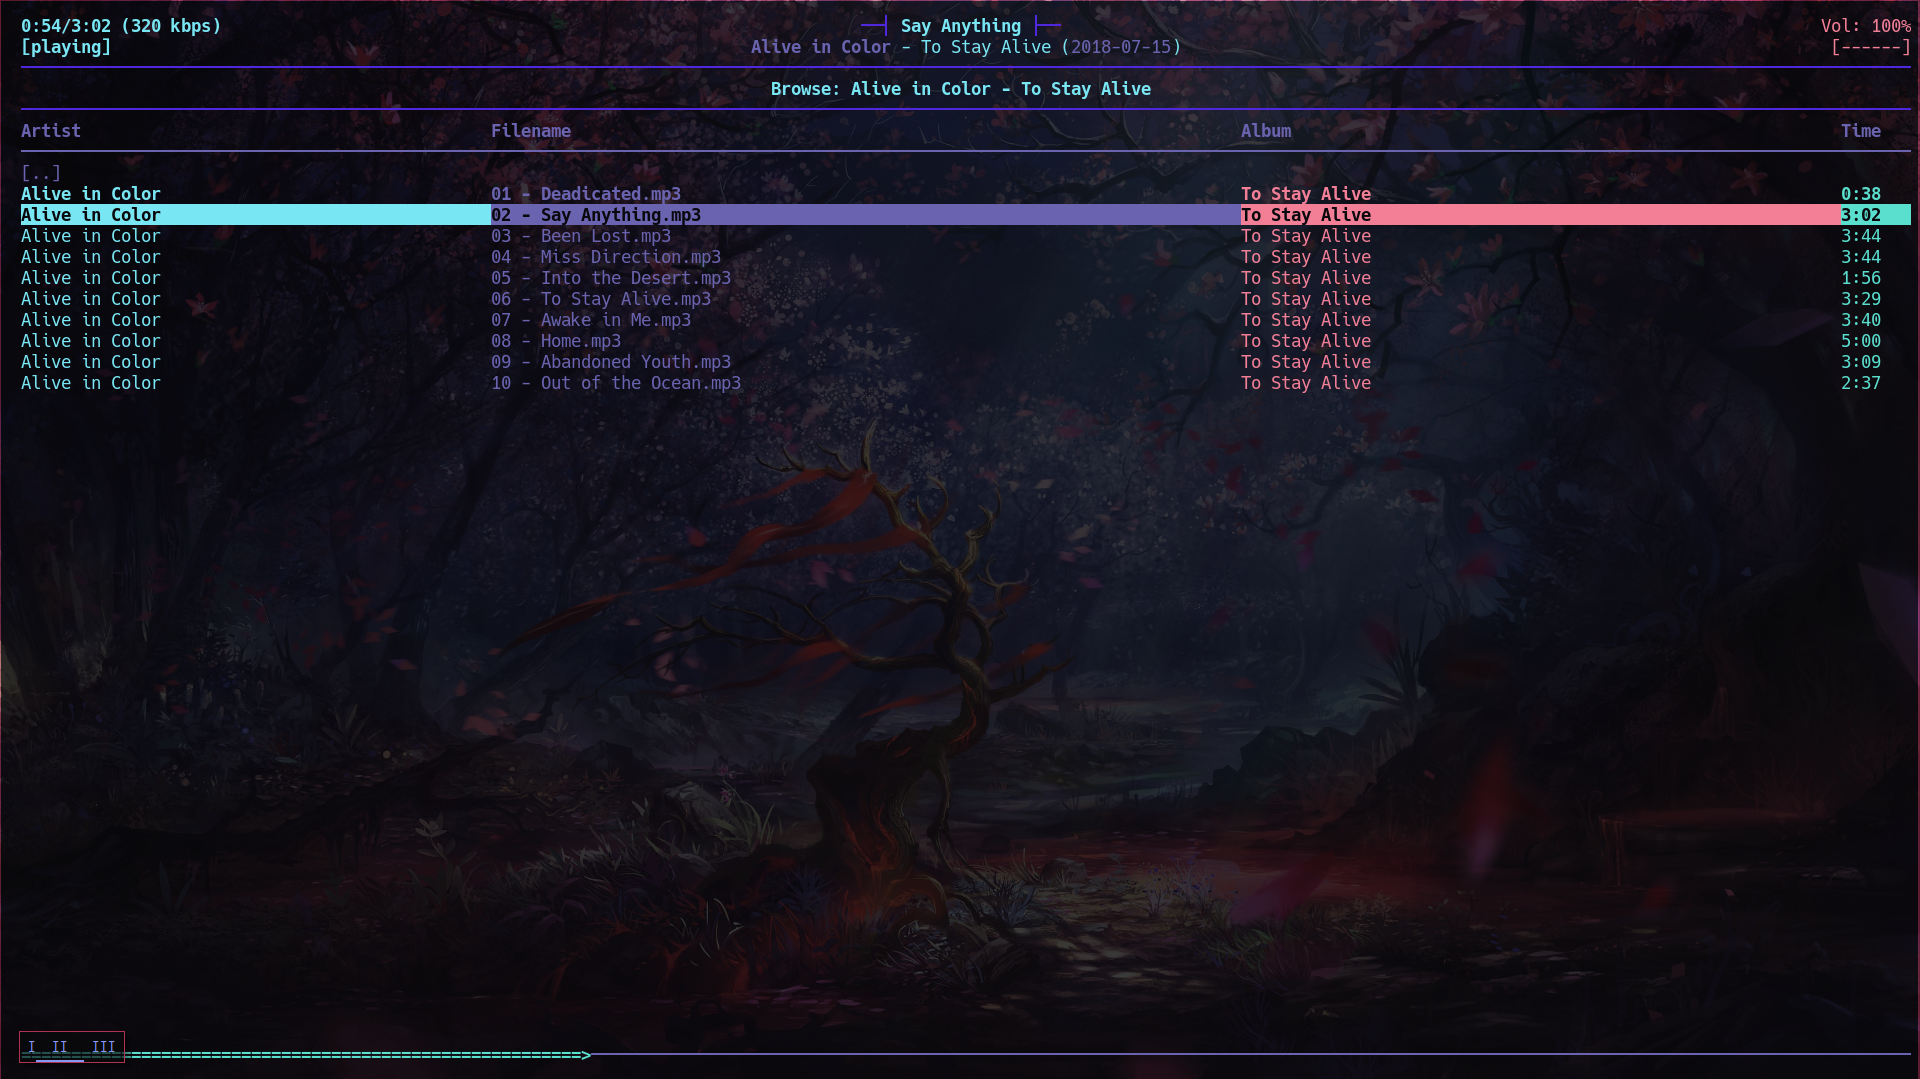 0:54/3:02 (320 kbps) ──┤ Say Anything ├── Vol: 100%
[playing] Alive in Color - To Stay Alive (2018-07-15) [------]
Browse: Alive in Color - To Stay Alive
Artist Filename Album Time
[..]
Alive in Color 01 - Deadicated.mp3 To Stay Alive 0:38
Alive in Color 02 - Say Anything.mp3 To Stay Alive 3:02
Alive in Color 03 - Been Lost.mp3 To Stay Alive 3:44
Alive in Color 04 - Miss Direction.mp3 To Stay Alive 3:44
Alive in Color 05 - Into the Desert.mp3 To Stay Alive 1:56
Alive in Color 06 - To Stay Alive.mp3 To Stay Alive 3:29
Alive in Color 07 - Awake in Me.mp3 To Stay Alive 3:40
Alive in Color 08 - Home.mp3 To Stay Alive 5:00
Alive in Color 09 - Abandoned Youth.mp3 To Stay Alive 3:09
Alive in Color 10 - Out of the Ocean.mp3 To Stay Alive 2:37
I II III